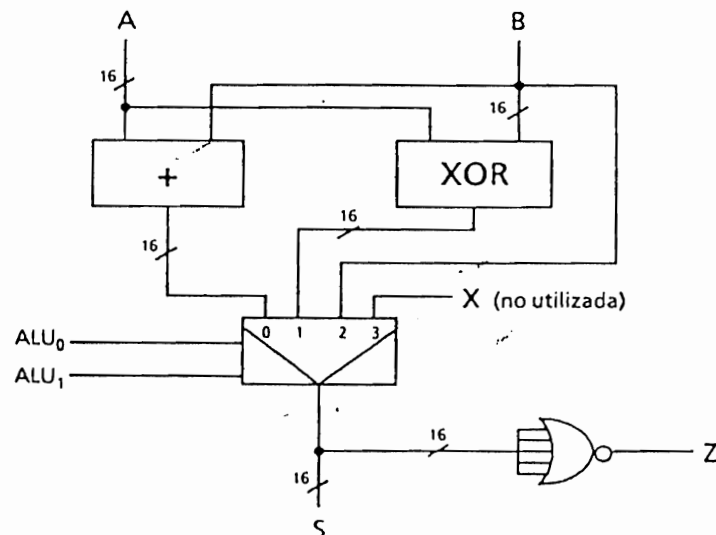 A B
16
16
+
XOR
16
16
X (no utilizada)
0 1 2 3
ALU₀
ALU₁
16
16
Z
S